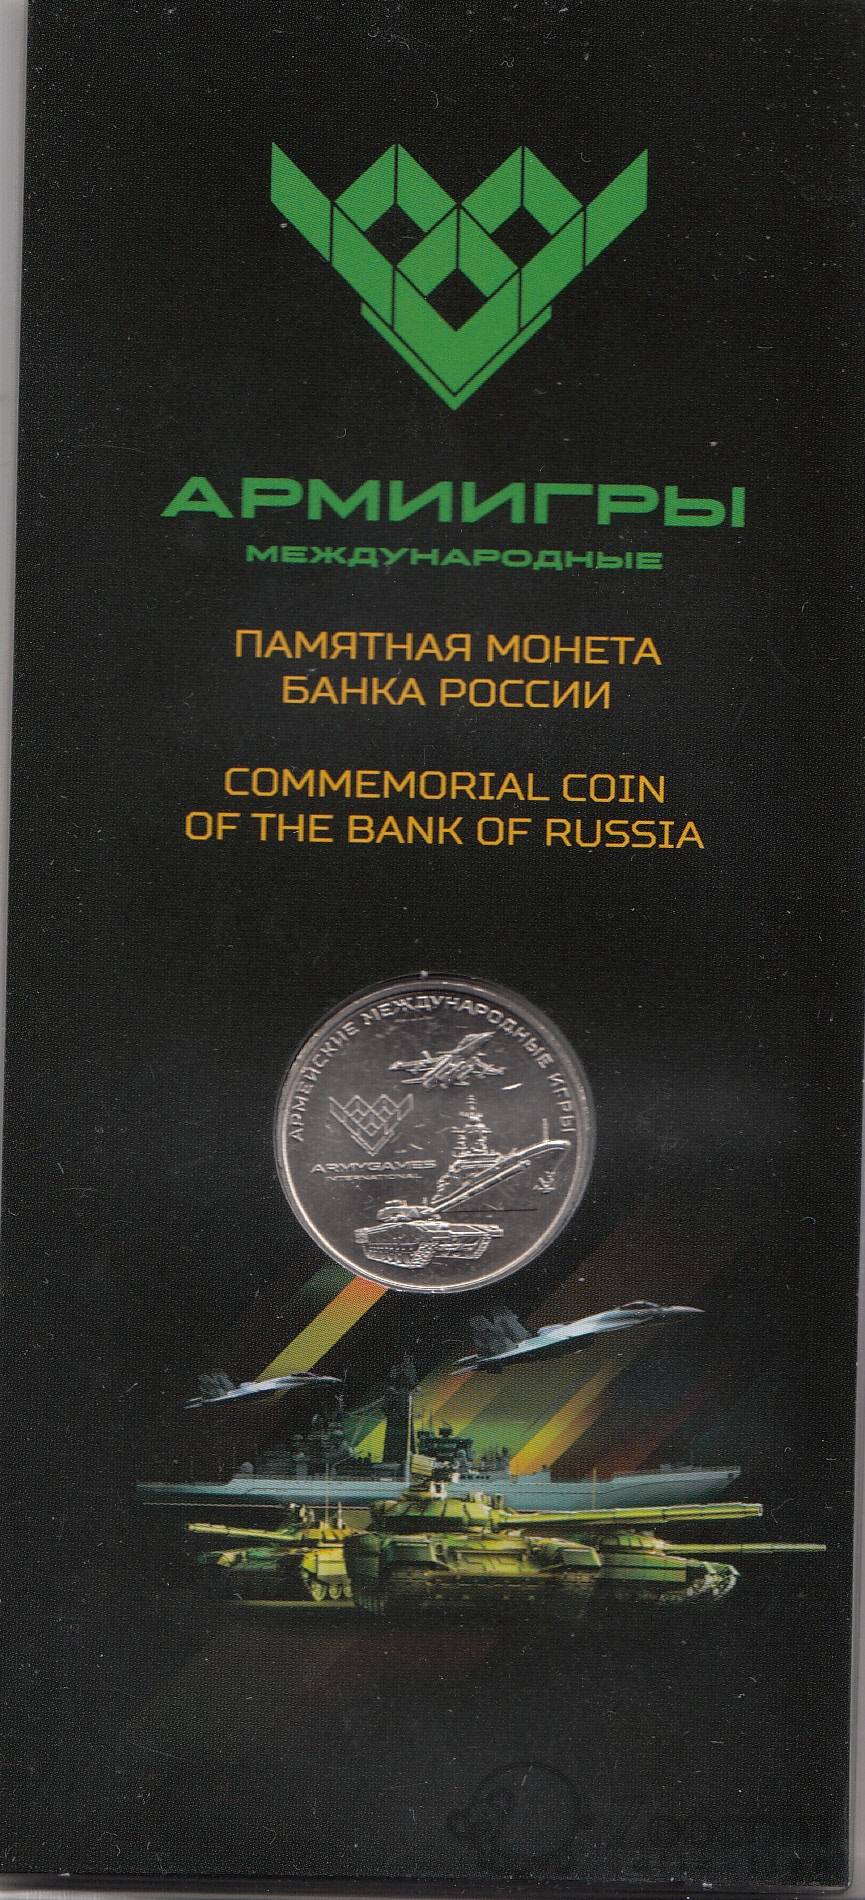 АРМИИГРЫ
МЕЖДУНАРОДНЫЕ
ПАМЯТНАЯ МОНЕТА
БАНКА РОССИИ
COMMEMORIAL COIN
OF THE BANK OF RUSSIA
АРМЕЙСКИЕ МЕЖДУНАРОДНЫЕ ИГРЫ
ARMYGAMES
INTERNATIONAL